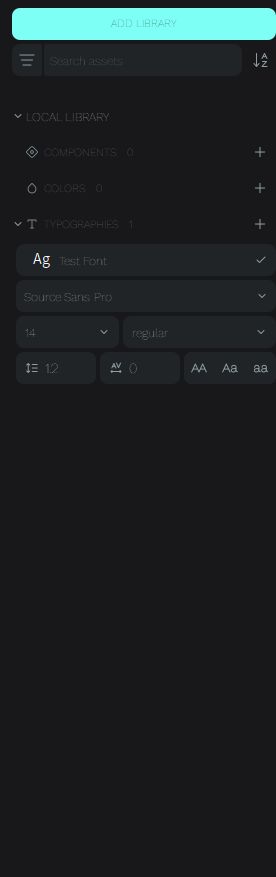 ADD LIBRARY
Search assets
LOCAL LIBRARY
COMPONENTS 0
COLORS 0
TYPOGRAPHIES 1
Ag Test Font
Source Sans Pro
14 regular
1.2 0 AA Aa aa